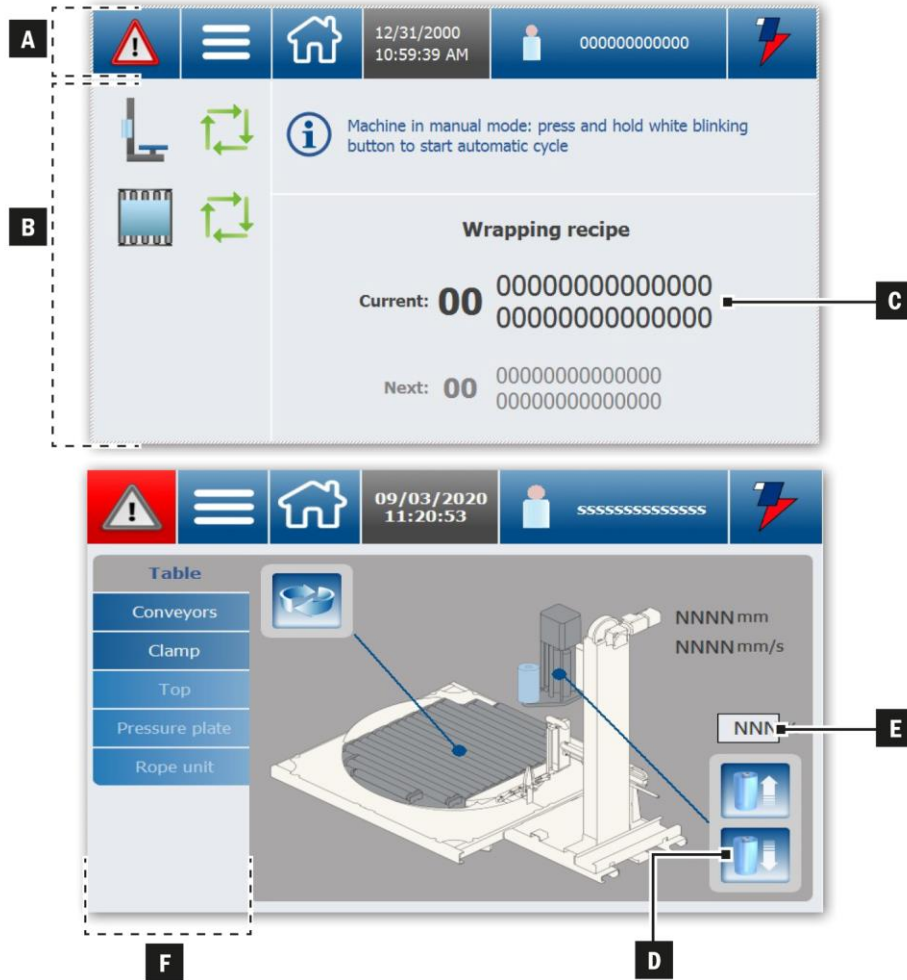 A
12/31/2000
10:59:39 AM
000000000000
Machine in manual mode: press and hold white blinking
button to start automatic cycle
B
Wrapping recipe
Current: 00 00000000000000
00000000000000
C
Next: 00 00000000000000
00000000000000
09/03/2020
11:20:53
ssssssssssssss
Table
Conveyors
Clamp
Top
Pressure plate
Rope unit
NNNN mm
NNNN mm/s
NNN
E
D
F